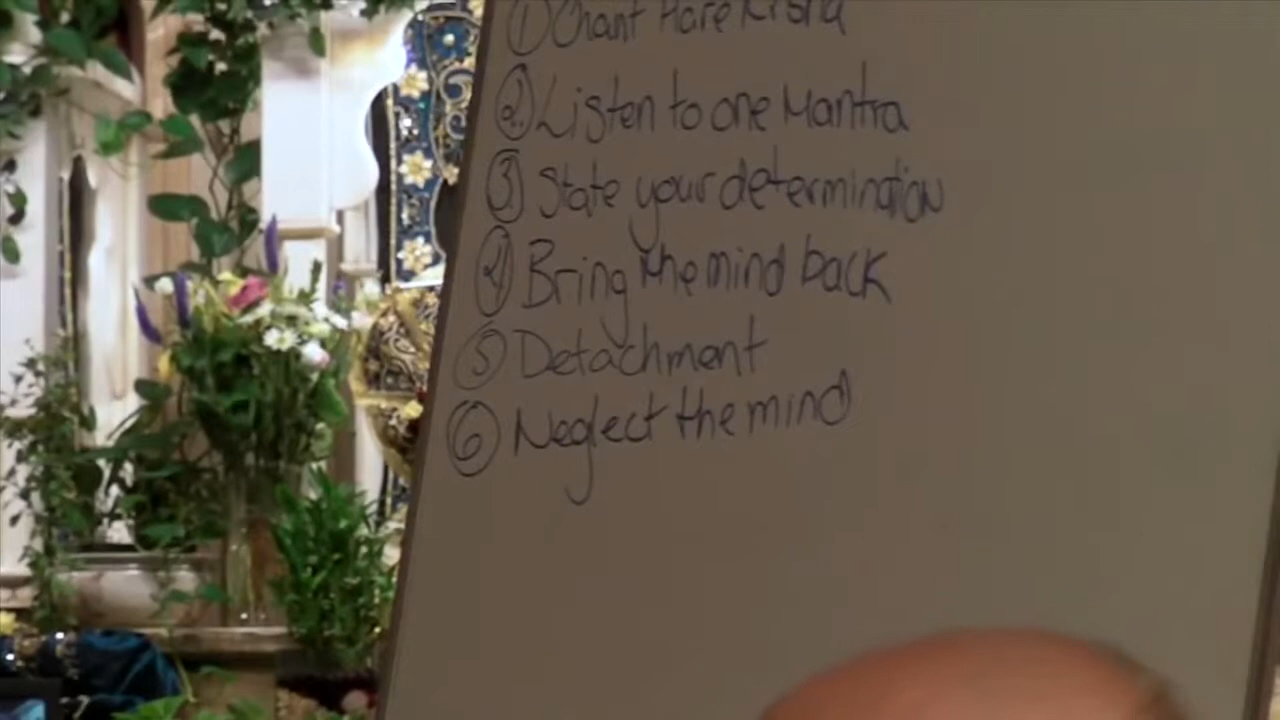 ① Chant Hare Krsna
② Listen to one Mantra
③ State your determination
④ Bring the mind back
⑤ Detachment
⑥ Neglect the mind